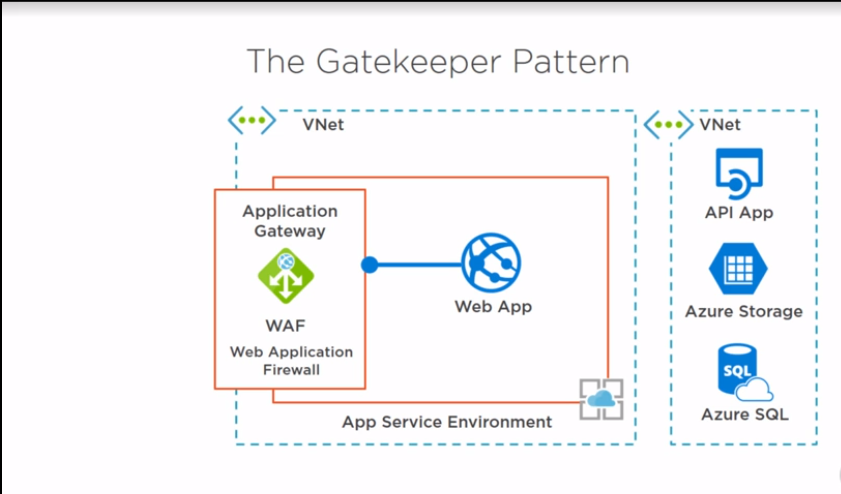 The Gatekeeper Pattern
VNet
VNet
Application
Gateway
WAF
Web Application
Firewall
Web App
App Service Environment
API App
Azure Storage
SQL
Azure SQL